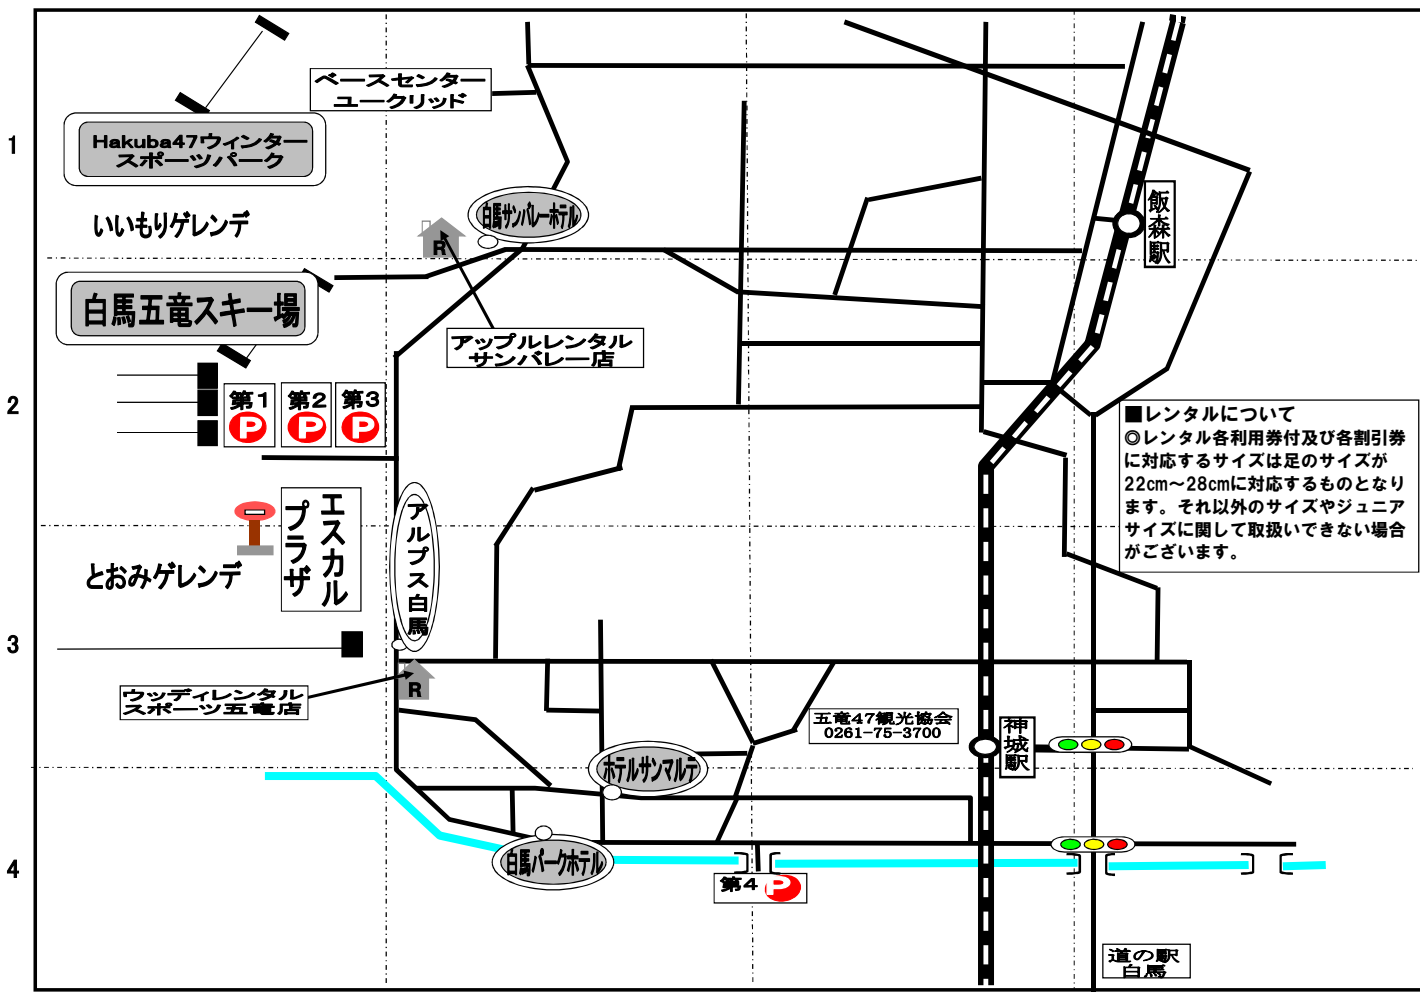 ベースセンター
ユークリッド
1
Hakuba47ウィンター
スポーツパーク
白馬サンバレーホテル
飯森駅
いいもりゲレンデ
R
白馬五竜スキー場
アップルレンタル
サンバレー店
2
第1
P
第2
P
第3
P
■レンタルについて
◎レンタル各利用券付及び各割引券
に対応するサイズは足のサイズが
22cm～28cmに対応するものとなり
ます。それ以外のサイズやジュニア
サイズに関して取扱いできない場合
がございます。
エスカル
プラザ
アルプス白馬
とおみゲレンデ
3
R
ウッディレンタル
スポーツ五竜店
五竜47観光協会
0261-75-3700
神城駅
ホテルサンマルテ
4
白馬パークホテル
第4
P
道の駅
白馬